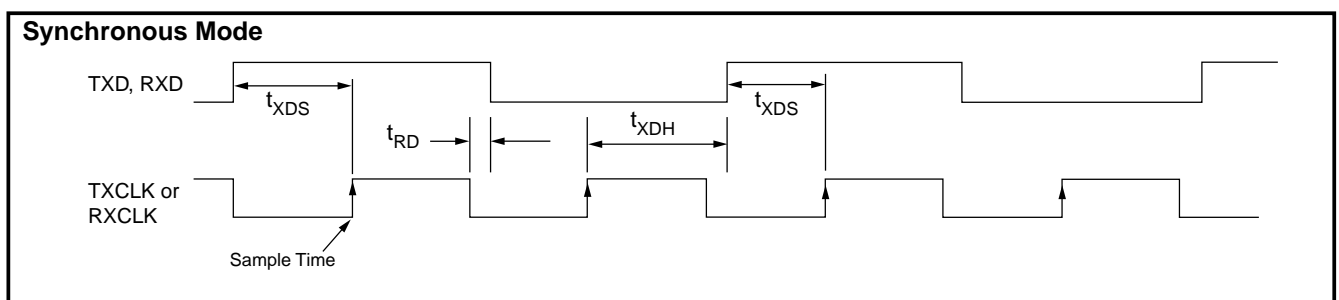 Synchronous Mode
TXD, RXD
tXDS
tXDS
tRD
tXDH
TXCLK or
RXCLK
Sample Time